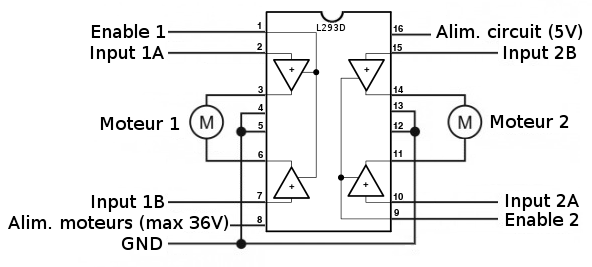 L293D
Enable 1
1
16
Alim. circuit (5V)
Input 1A
2
15
Input 2B
+
+
3
14
Moteur 1
M
4
13
M
Moteur 2
5
12
6
11
+
+
Input 1B
7
10
Input 2A
Alim. moteurs (max 36V)
8
9
Enable 2
GND